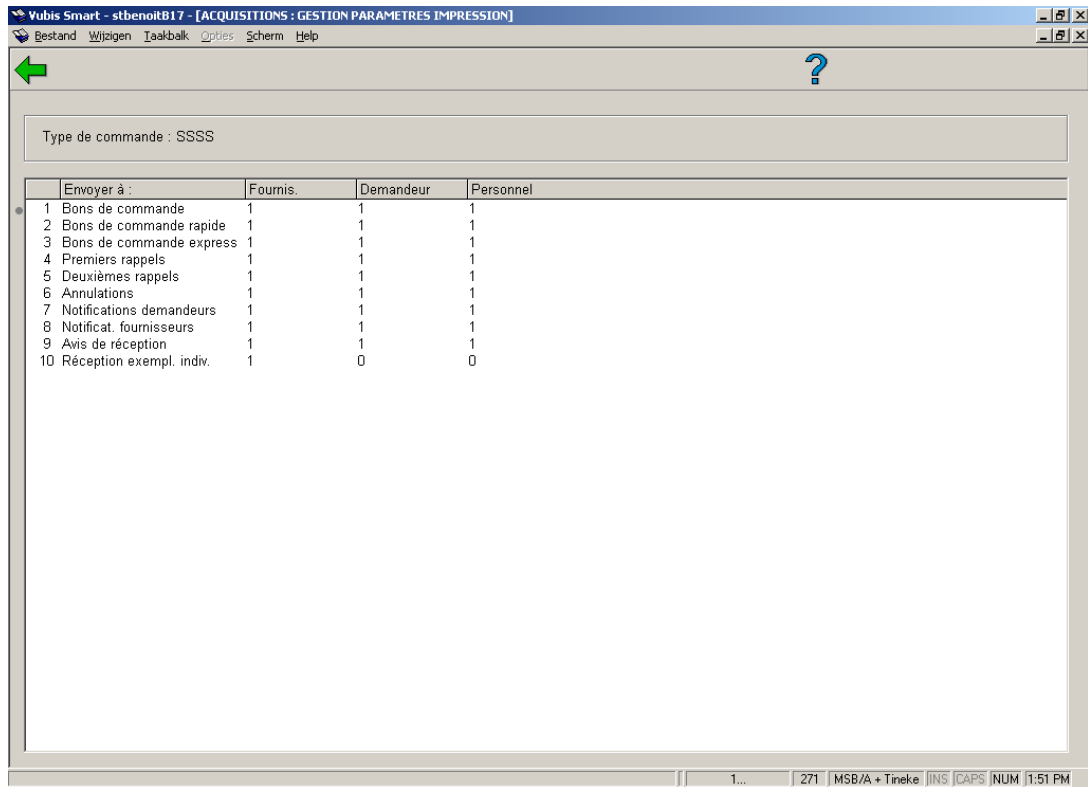 Vubis Smart - stbenoitB17 - [ACQUISITIONS : GESTION PARAMETRES IMPRESSION]
Bestand Wijzigen Taakbalk Opties Scherm Help
?
Type de commande : SSSS
Envoyer à : Fournis. Demandeur Personnel
1 Bons de commande 1 1 1
2 Bons de commande rapide 1 1 1
3 Bons de commande express 1 1 1
4 Premiers rappels 1 1 1
5 Deuxièmes rappels 1 1 1
6 Annulations 1 1 1
7 Notifications demandeurs 1 1 1
8 Notificat. fournisseurs 1 1 1
9 Avis de réception 1 1 1
10 Réception exempl. indiv. 1 0 0
1... 271 MSB/A + Tineke INS CAPS NUM 1:51 PM